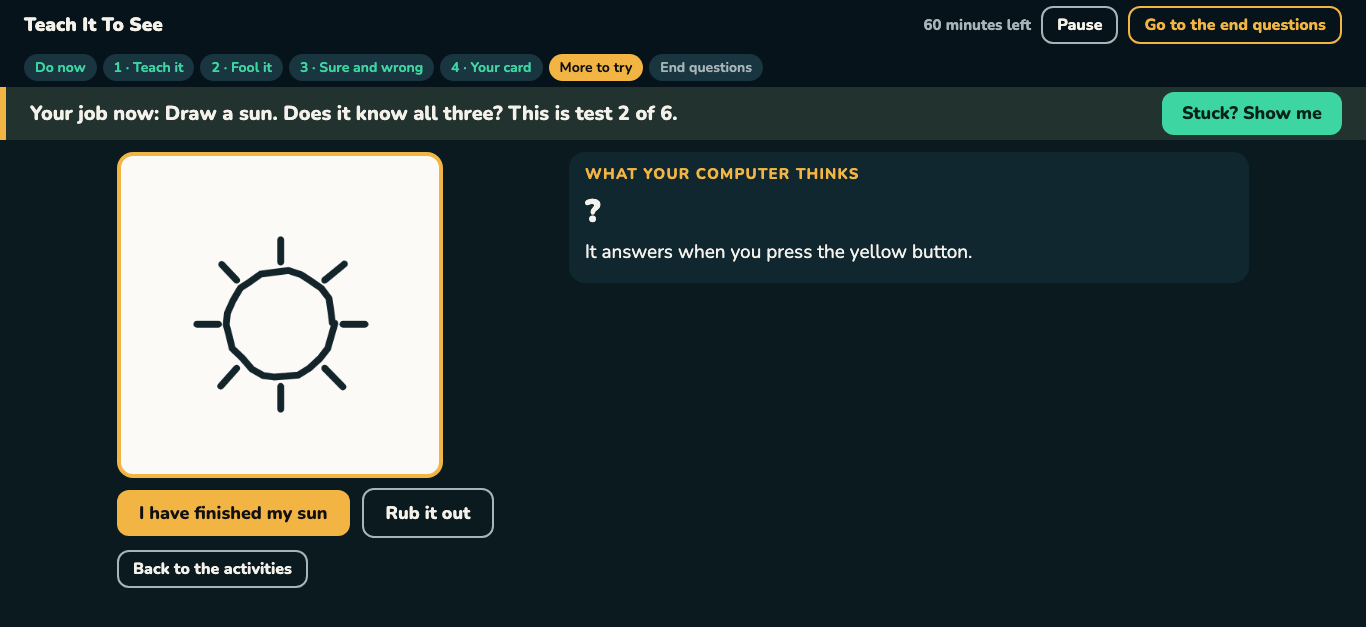 Teach It To See
60 minutes left
Pause
Go to the end questions
Do now
1 · Teach it
2 · Fool it
3 · Sure and wrong
4 · Your card
More to try
End questions
Your job now: Draw a sun. Does it know all three? This is test 2 of 6.
Stuck? Show me
WHAT YOUR COMPUTER THINKS
?
It answers when you press the yellow button.
I have finished my sun
Rub it out
Back to the activities